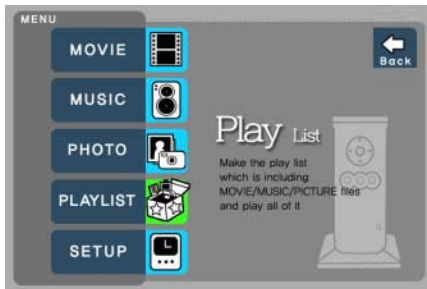 MENU
MOVIE
MUSIC
PHOTO
PLAYLIST
SETUP
Back
Play List
Make the play list
which is including
MOVIE/MUSIC/PICTURE files
and play all of it